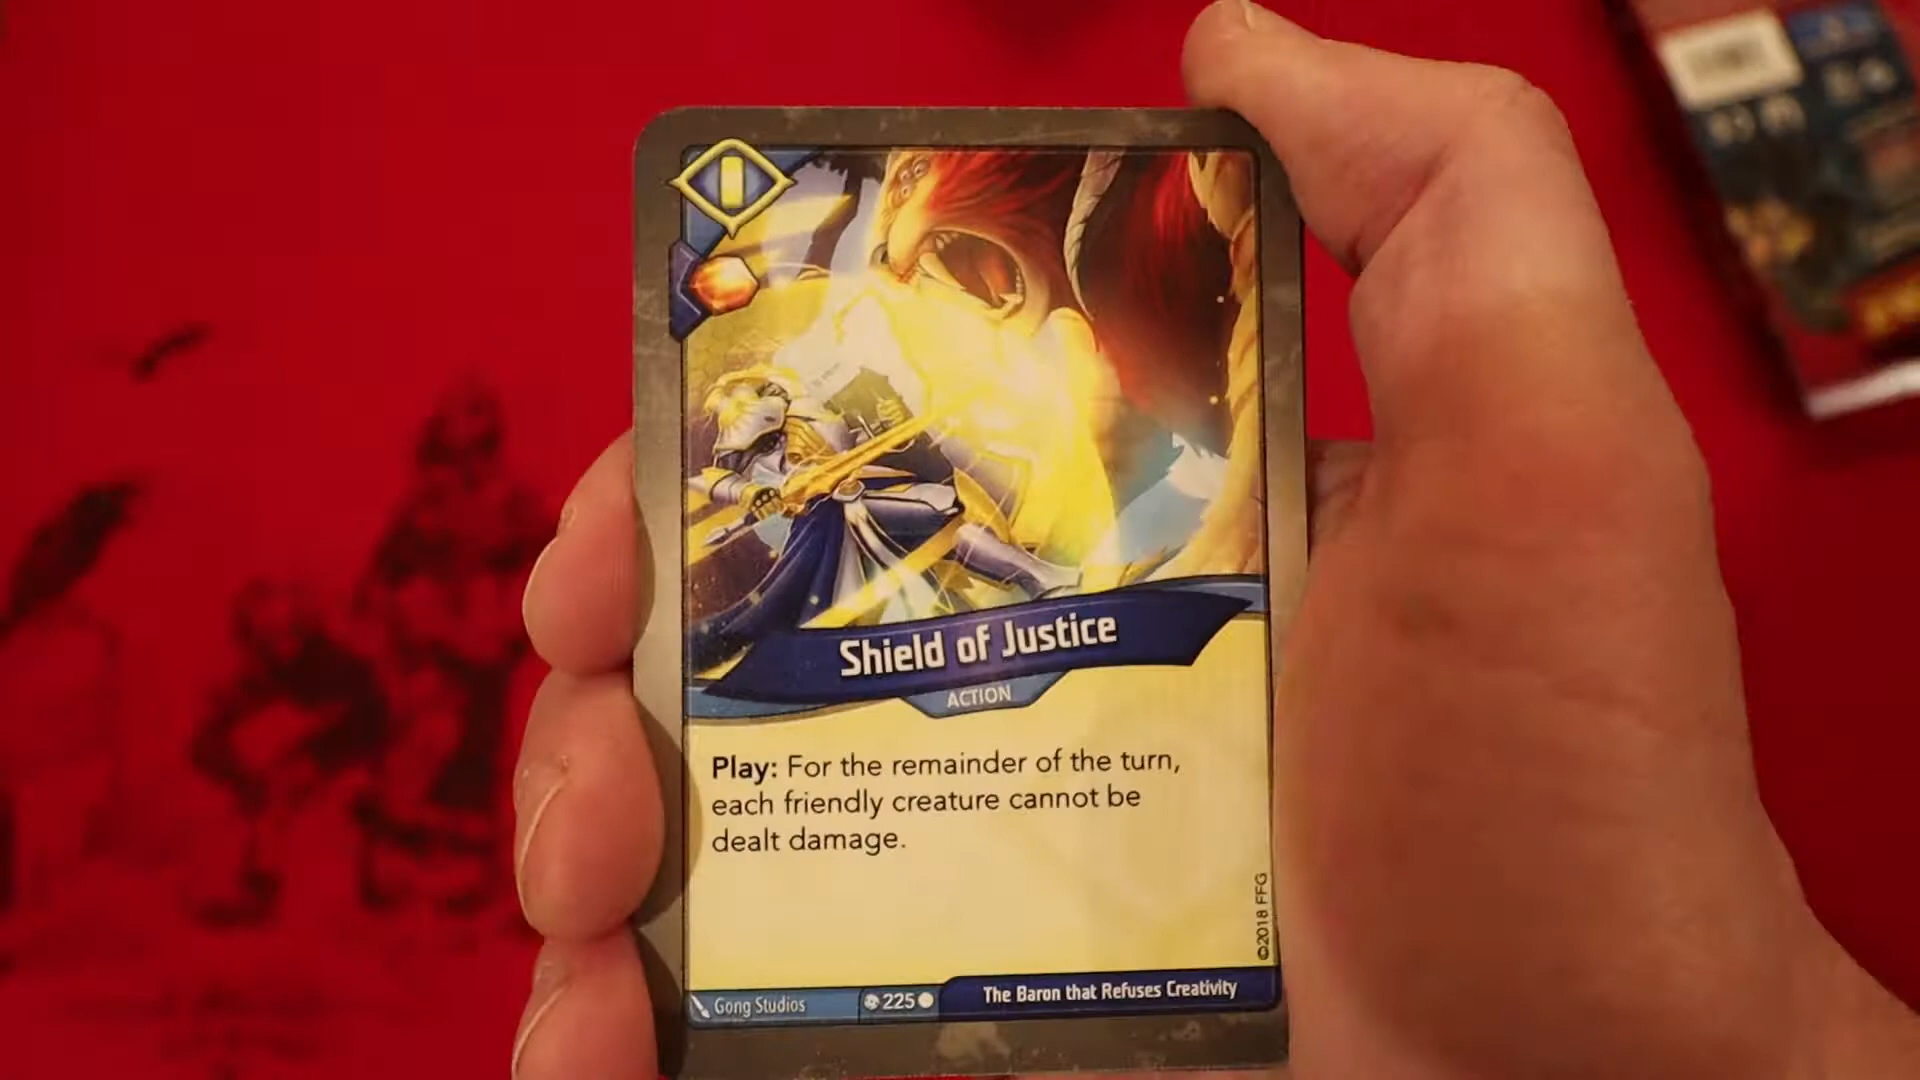 Shield of Justice
ACTION
Play: For the remainder of the turn,
each friendly creature cannot be
dealt damage.
©2018 FFG
Gong Studios
225
The Baron that Refuses Creativity